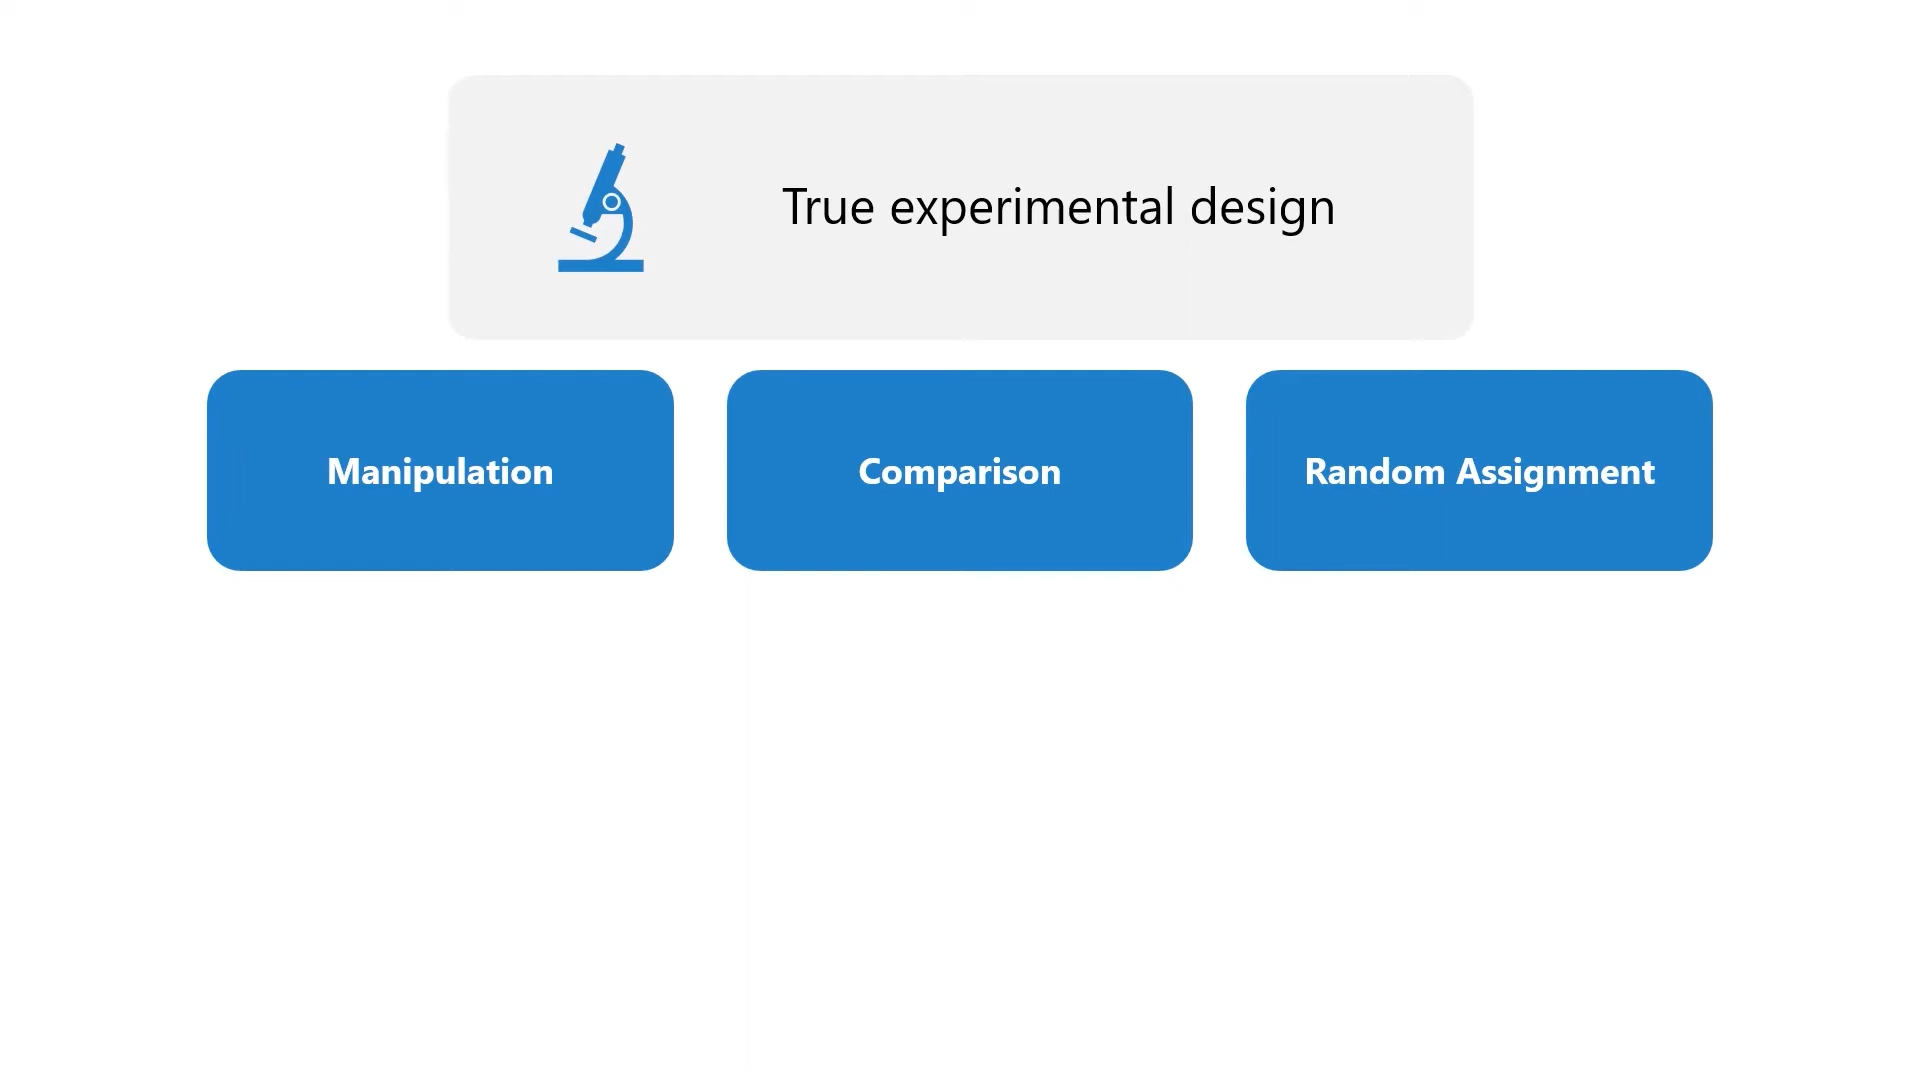 True experimental design
Manipulation
Comparison
Random Assignment